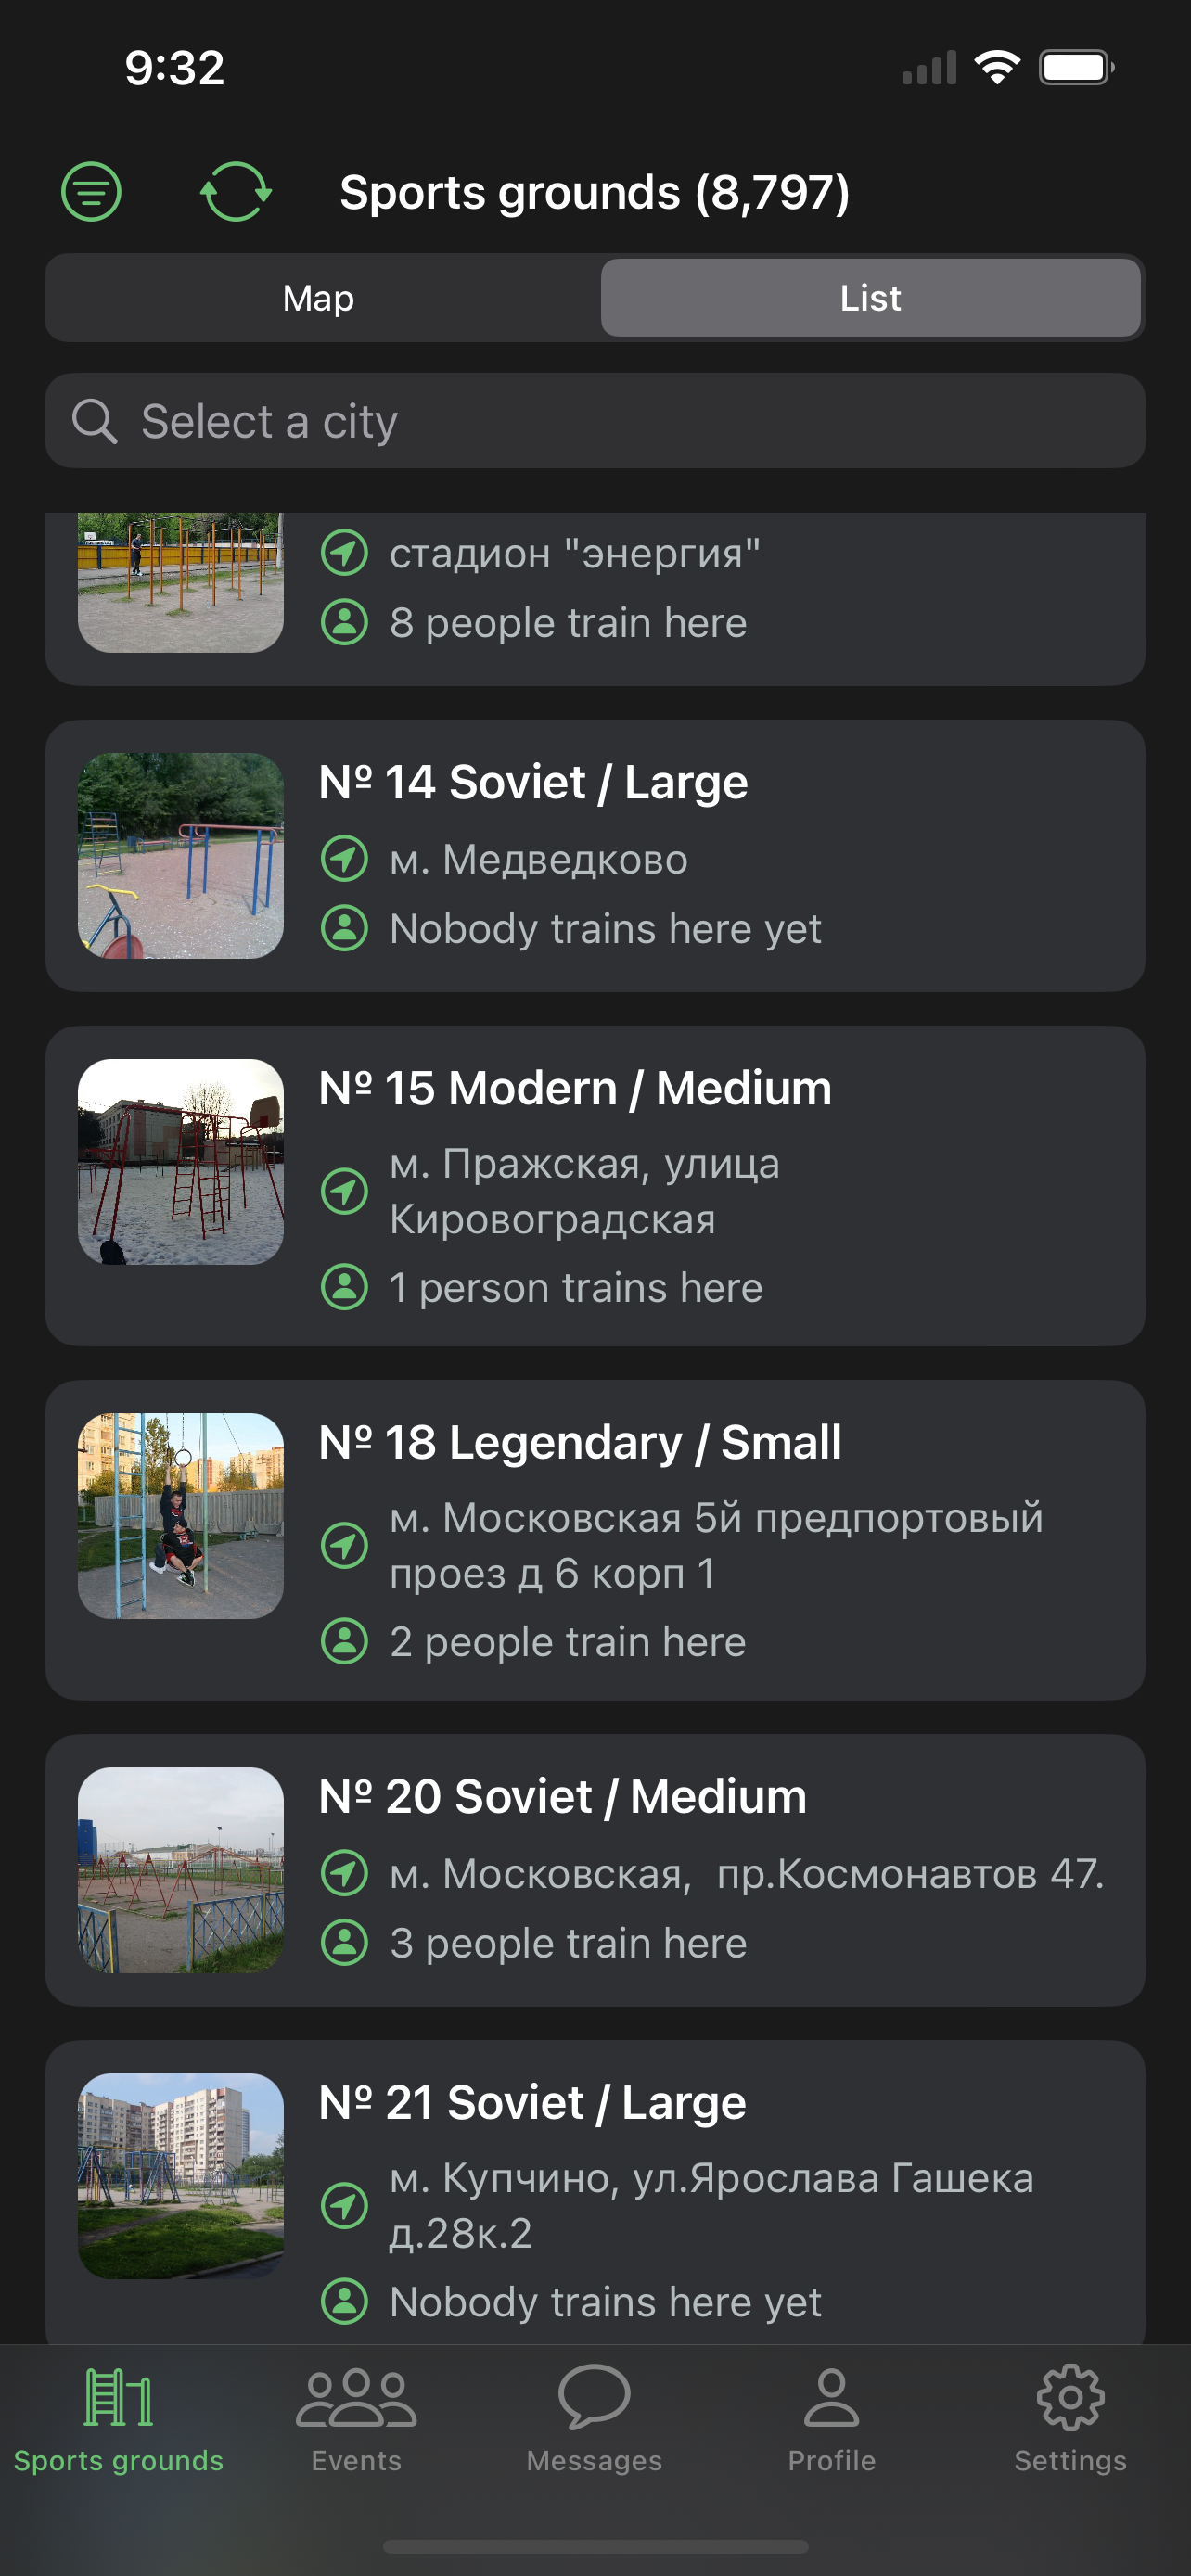 9:32
Sports grounds (8,797)
Map
List
Select a city
стадион "энергия"
8 people train here
№ 14 Soviet / Large
м. Медведково
Nobody trains here yet
№ 15 Modern / Medium
м. Пражская, улица
Кировоградская
1 person trains here
№ 18 Legendary / Small
м. Московская 5й предпортовый
проез д 6 корп 1
2 people train here
№ 20 Soviet / Medium
м. Московская,  пр.Космонавтов 47.
3 people train here
№ 21 Soviet / Large
м. Купчино, ул.Ярослава Гашека
д.28к.2
Nobody trains here yet
Sports grounds
Events
Messages
Profile
Settings